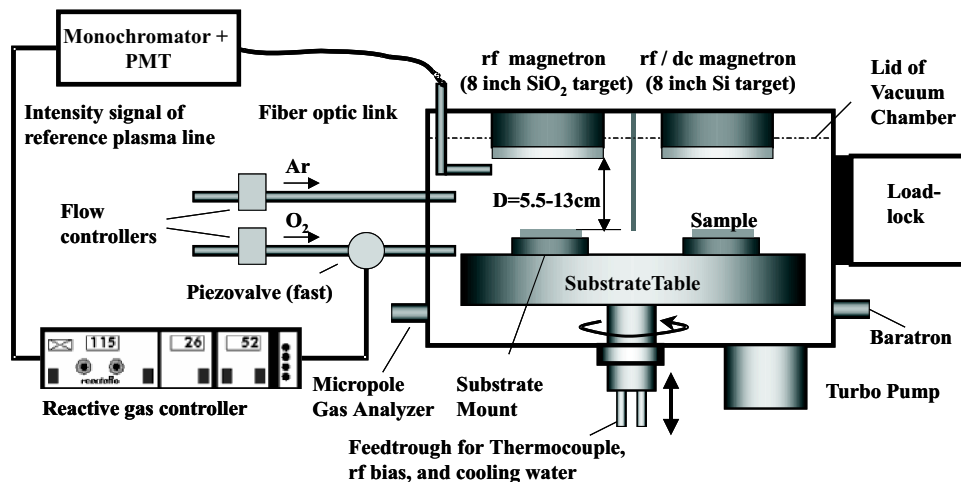 Monochromator +
PMT
rf magnetron
(8 inch SiO₂ target)
rf / dc magnetron
(8 inch Si target)
Lid of
Vacuum
Chamber
Intensity signal of
reference plasma line
Fiber optic link
Ar
Flow
controllers
O₂
D=5.5-13cm
Sample
Load-
lock
Piezovalve (fast)
SubstrateTable
115
26
52
Reactive gas controller
Micropole
Gas Analyzer
Substrate
Mount
Baratron
Turbo Pump
Feedtrough for Thermocouple,
rf bias, and cooling water